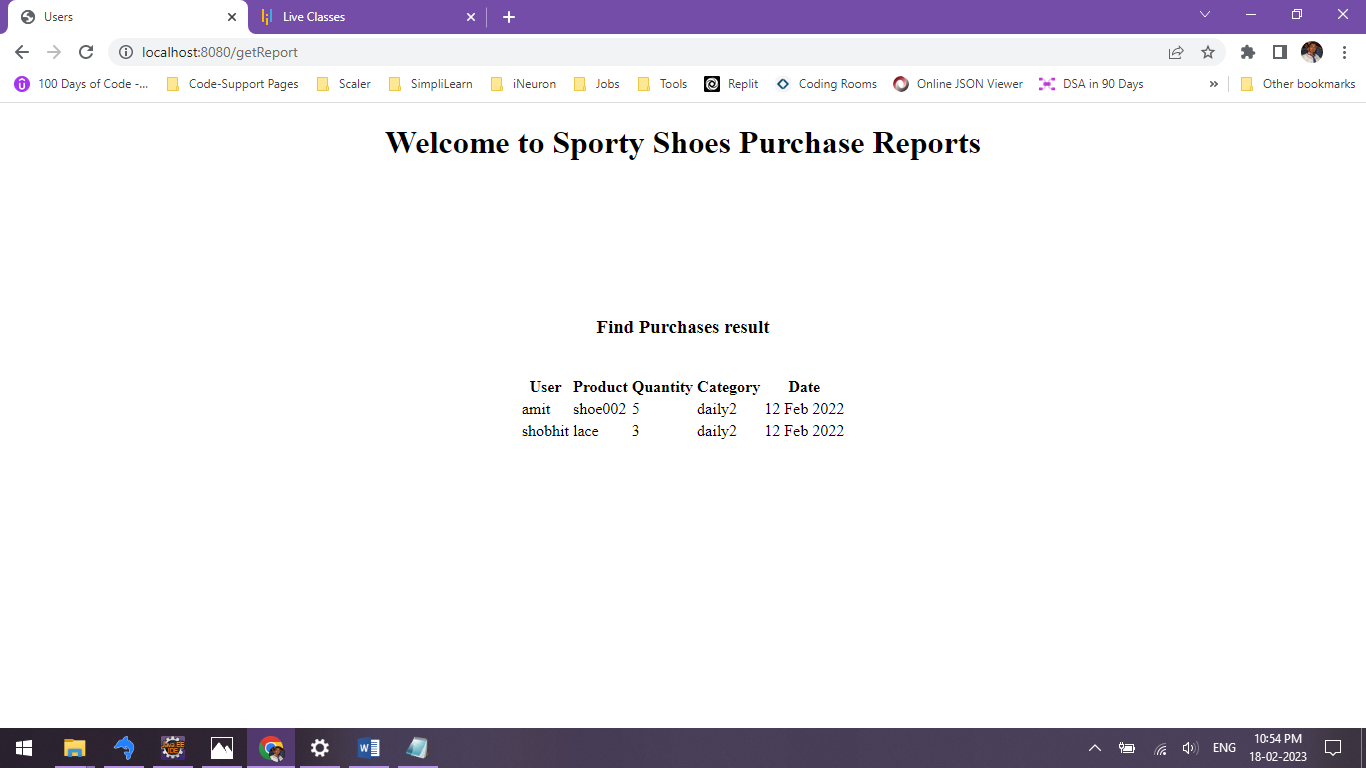 Users
Live Classes
localhost:8080/getReport
100 Days of Code -... Code-Support Pages Scaler SimpliLearn iNeuron Jobs Tools Replit Coding Rooms Online JSON Viewer DSA in 90 Days » Other bookmarks
Welcome to Sporty Shoes Purchase Reports
Find Purchases result
User Product Quantity Category Date
amit shoe002 5 daily2 12 Feb 2022
shobhit lace 3 daily2 12 Feb 2022
ENG
10:54 PM
18-02-2023